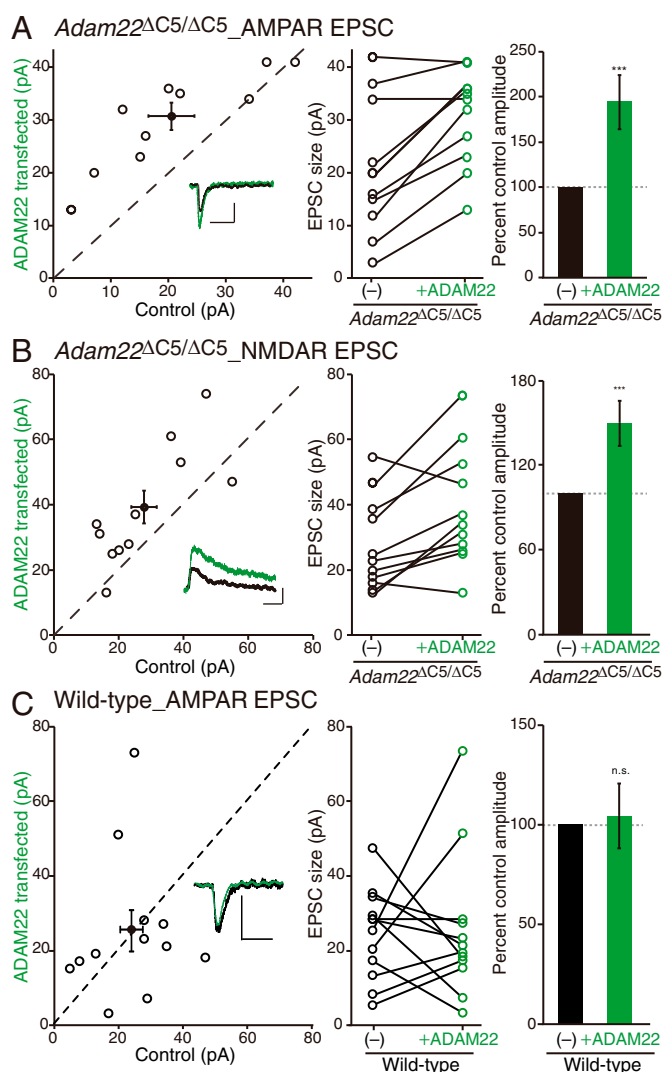 A Adam22ΔC5/ΔC5_AMPAR EPSC
ADAM22 transfected (pA)
40
30
20
10
0
0 10 20 30 40
Control (pA)
EPSC size (pA)
40
30
20
10
0
(–) +ADAM22
Adam22ΔC5/ΔC5
Percent control amplitude
250
200
150
100
50
0
***
(–) +ADAM22
Adam22ΔC5/ΔC5
B Adam22ΔC5/ΔC5_NMDAR EPSC
ADAM22 transfected (pA)
80
60
40
20
0
0 20 40 60 80
Control (pA)
EPSC size (pA)
80
60
40
20
0
(–) +ADAM22
Adam22ΔC5/ΔC5
Percent control amplitude
180
140
100
60
0
***
(–) +ADAM22
Adam22ΔC5/ΔC5
C Wild-type_AMPAR EPSC
ADAM22 transfected (pA)
80
60
40
20
0
0 20 40 60 80
Control (pA)
EPSC size (pA)
80
60
40
20
0
(–) +ADAM22
Wild-type
Percent control amplitude
150
100
50
0
n.s.
(–) +ADAM22
Wild-type